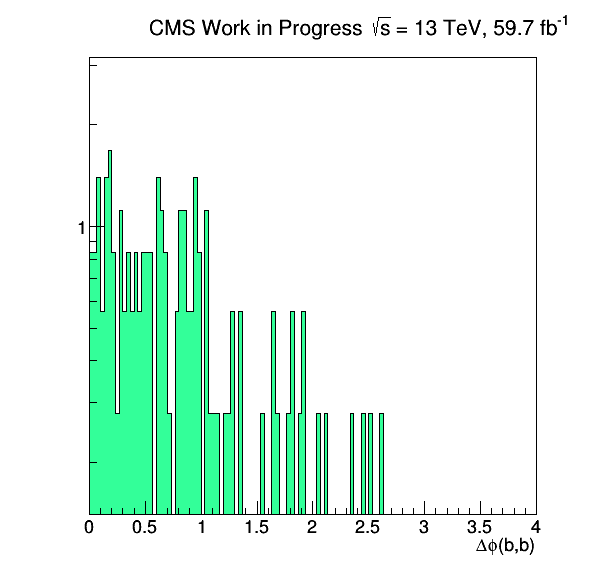 CMS Work in Progress √s = 13 TeV, 59.7 fb⁻¹
1
0 0.5 1 1.5 2 2.5 3 3.5 4
Δϕ(b,b)